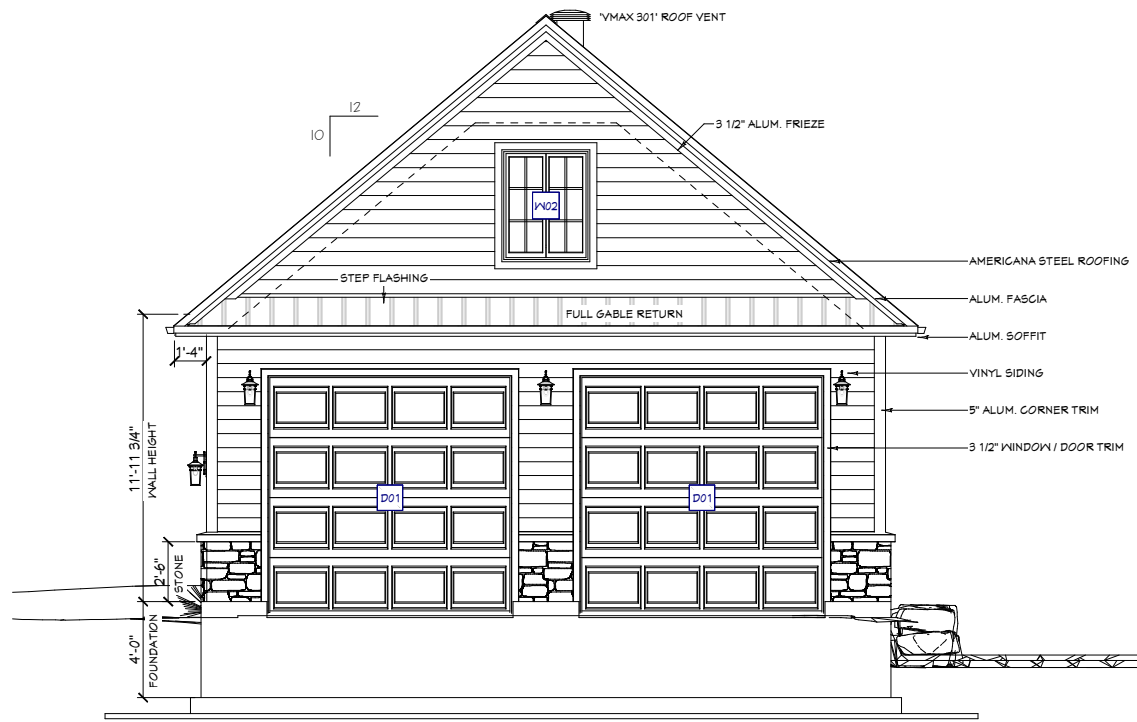 'VMAX 301' ROOF VENT
12
10
3 1/2" ALUM. FRIEZE
W02
AMERICANA STEEL ROOFING
STEP FLASHING
ALUM. FASCIA
FULL GABLE RETURN
ALUM. SOFFIT
1'-4"
VINYL SIDING
5" ALUM. CORNER TRIM
3 1/2" WINDOW / DOOR TRIM
11'-11 3/4"
WALL HEIGHT
D01
D01
2'-6"
STONE
4'-0"
FOUNDATION